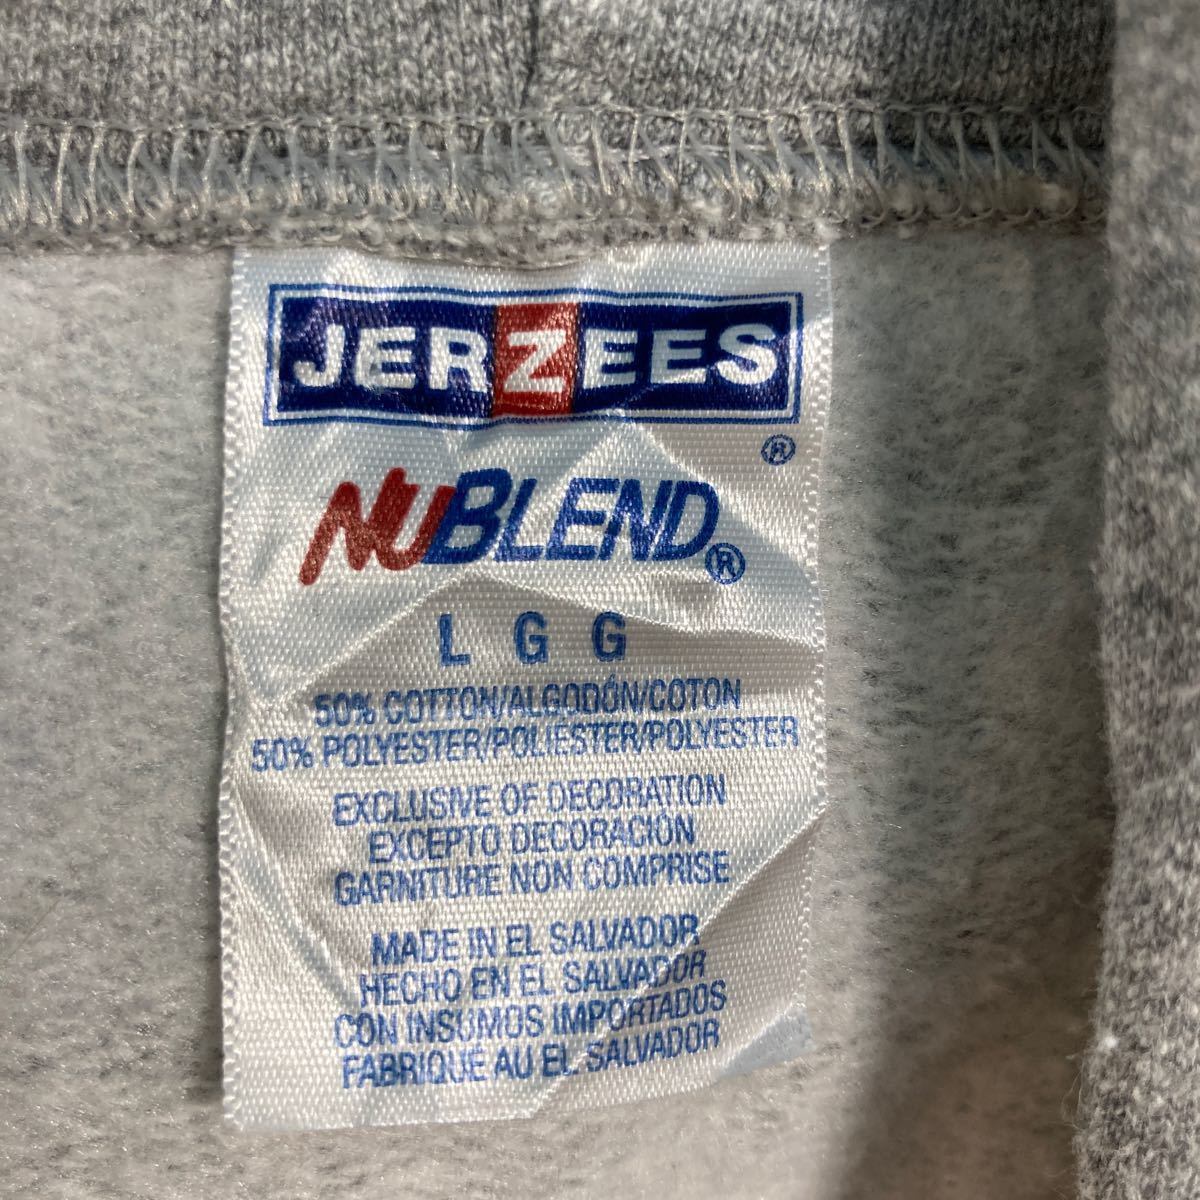 JERZEES
®
NUBLEND®
L G G
50% COTTON/ALGODÓN/COTON
50% POLYESTER/POLIÉSTER/POLYESTER
EXCLUSIVE OF DECORATION
EXCEPTO DECORACIÓN
GARNITURE NON COMPRISE
MADE IN EL SALVADOR
HECHO EN EL SALVADOR
CON INSUMOS IMPORTADOS
FABRIQUE AU EL SALVADOR